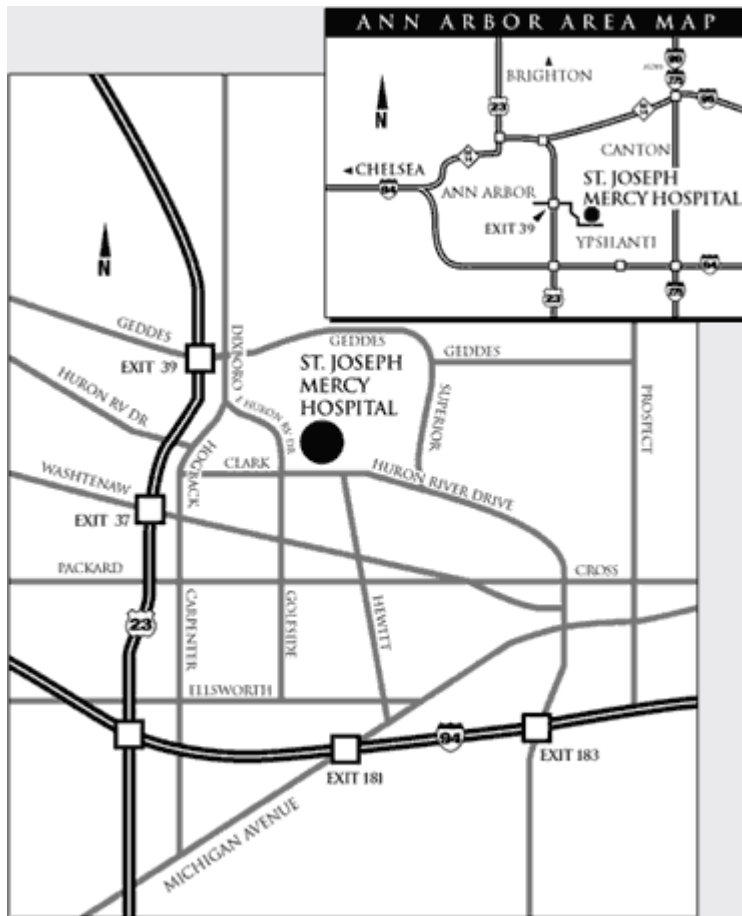 ANN ARBOR AREA MAP
BRIGHTON
N
23
96
275
96
CANTON
CHELSEA
94
ANN ARBOR
ST. JOSEPH
MERCY HOSPITAL
EXIT 39
YPSILANTI
94
23
275
N
GEDDES
DIXBORO
GEDDES
GEDDES
EXIT 39
ST. JOSEPH
MERCY
HOSPITAL
HURON RV DR
E HURON RV DR
SUPERIOR
PROSPECT
HOGBACK
CLARK
HURON RIVER DRIVE
WASHTENAW
EXIT 37
PACKARD
CROSS
23
CARPENTER
GOLFSIDE
HEWITT
ELLSWORTH
94
EXIT 181
EXIT 183
MICHIGAN AVENUE